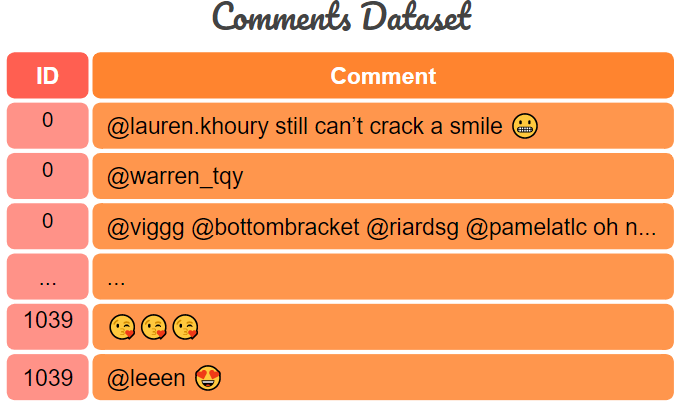 Comments Dataset
ID Comment
0 @lauren.khoury still can’t crack a smile 😬
0 @warren_tqy
0 @viggg @bottombracket @riardsg @pamelatlc oh n...
... ...
1039 😘😘😘
1039 @leeen 😍